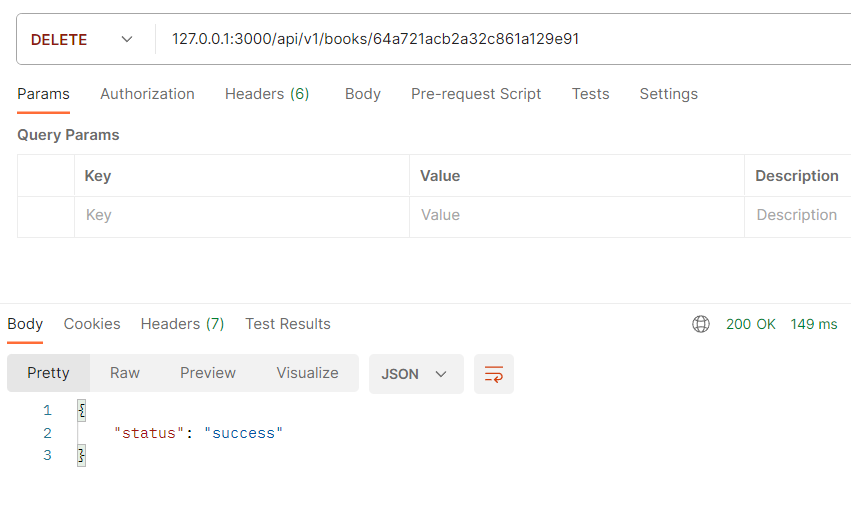 DELETE 127.0.0.1:3000/api/v1/books/64a721acb2a32c861a129e91
Params Authorization Headers (6) Body Pre-request Script Tests Settings
Query Params
Key Value Description
Key Value Description
Body Cookies Headers (7) Test Results 200 OK 149 ms
Pretty Raw Preview Visualize JSON
1 {
2 "status": "success"
3 }